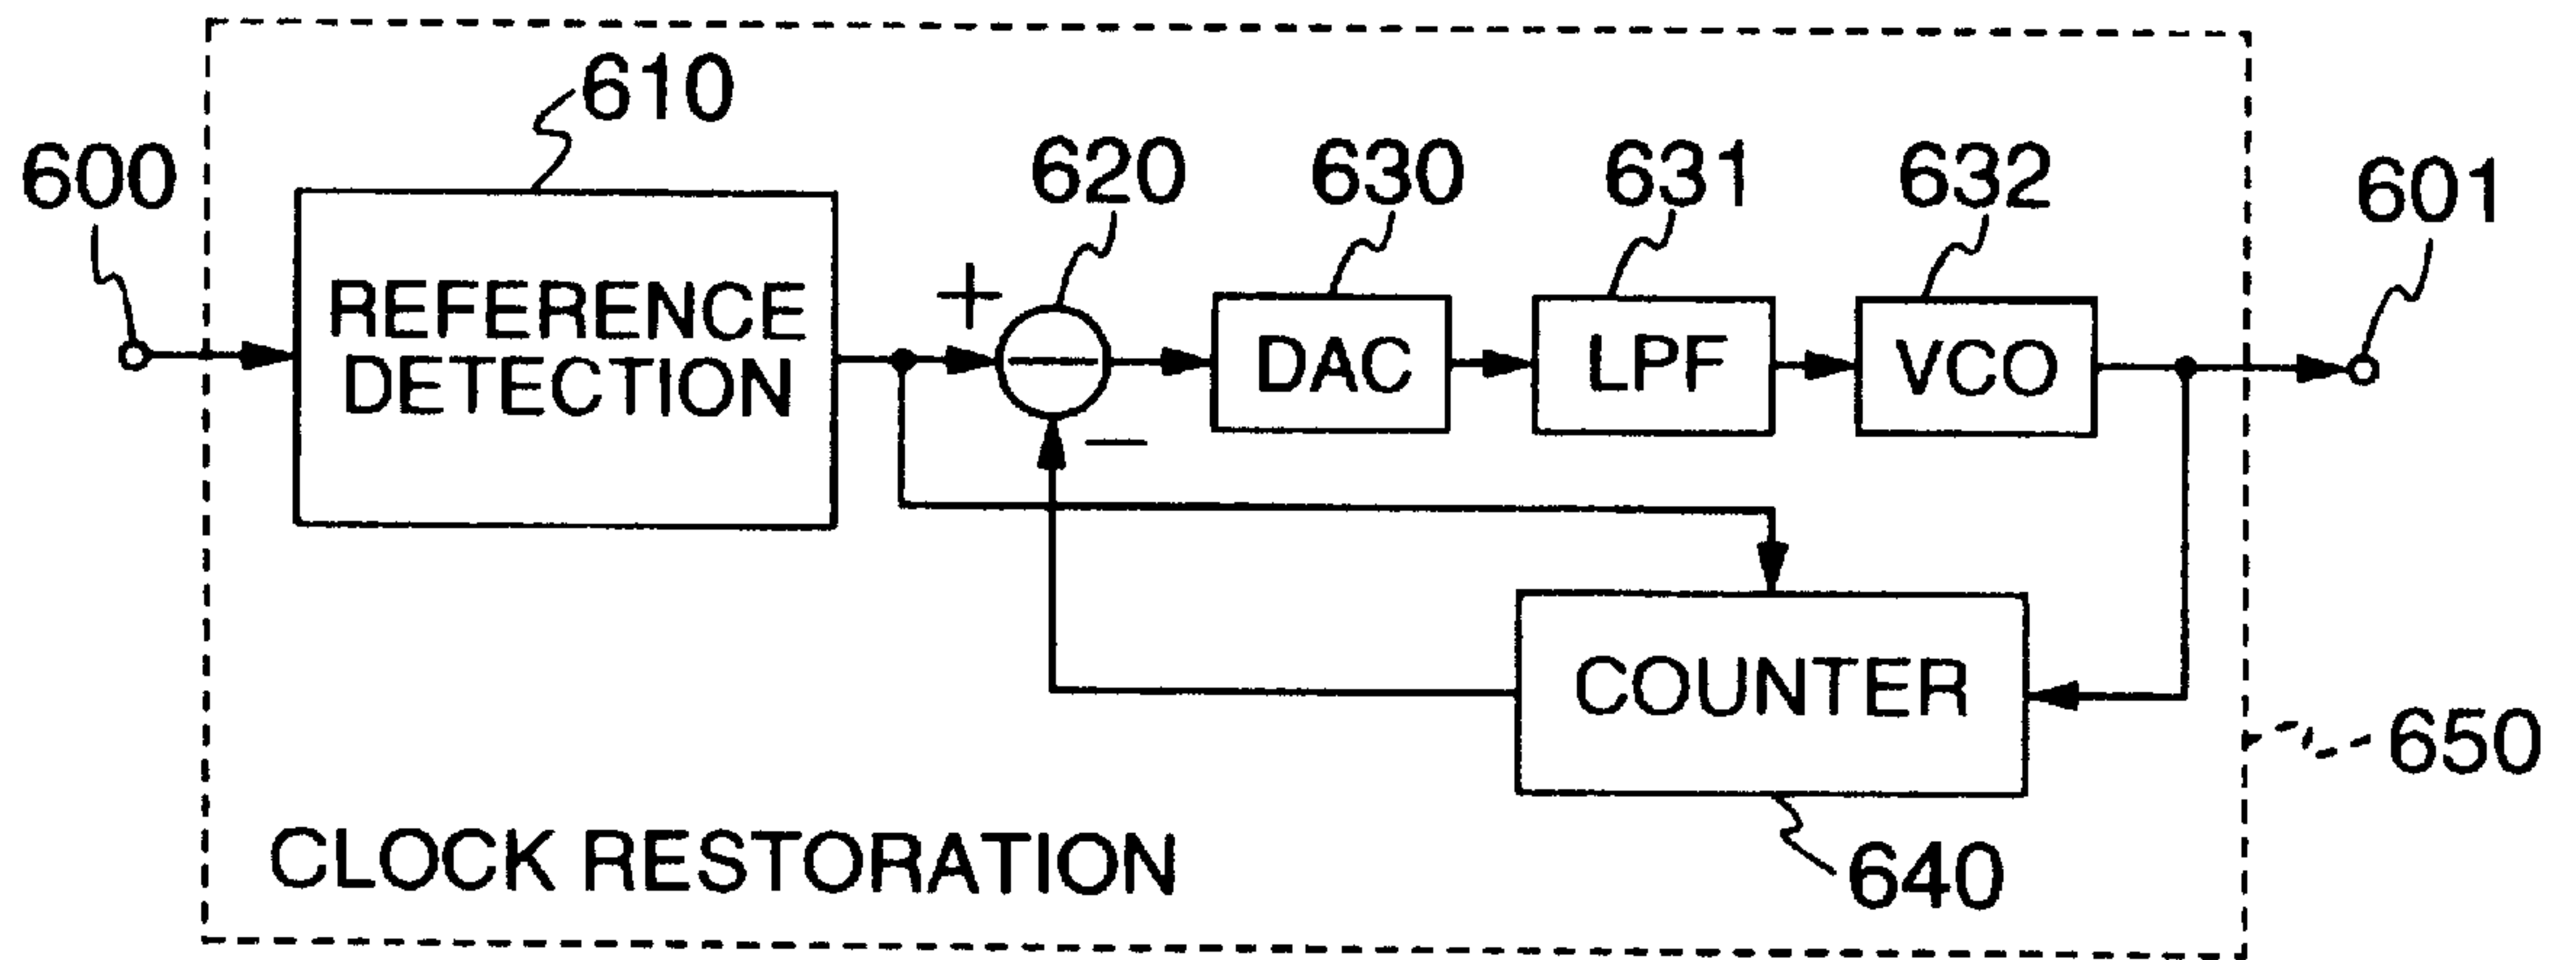 610
600
620
630
631
632
601
+
REFERENCE
DETECTION
DAC
LPF
VCO
−
COUNTER
650
CLOCK RESTORATION
640